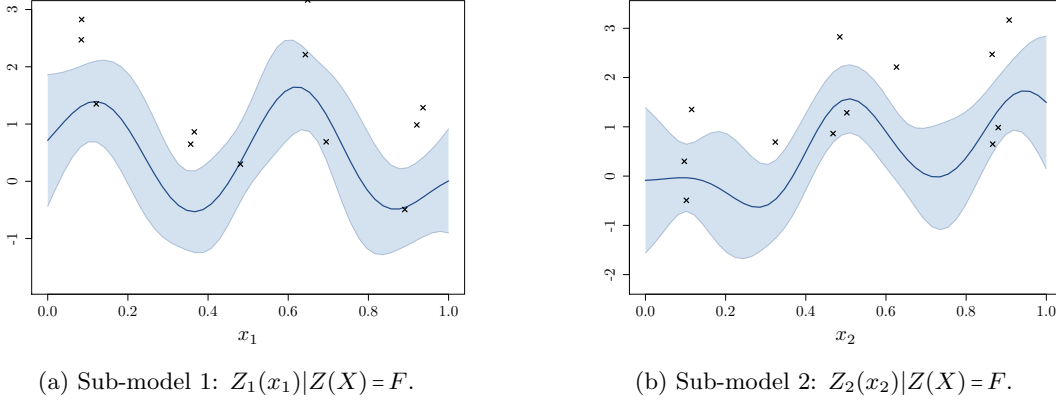 3
2
1
0
-1
0.0 0.2 0.4 0.6 0.8 1.0
x₁
(a) Sub-model 1: Z₁(x₁)|Z(X) = F.
3
2
1
0
-1
-2
0.0 0.2 0.4 0.6 0.8 1.0
x₂
(b) Sub-model 2: Z₂(x₂)|Z(X) = F.